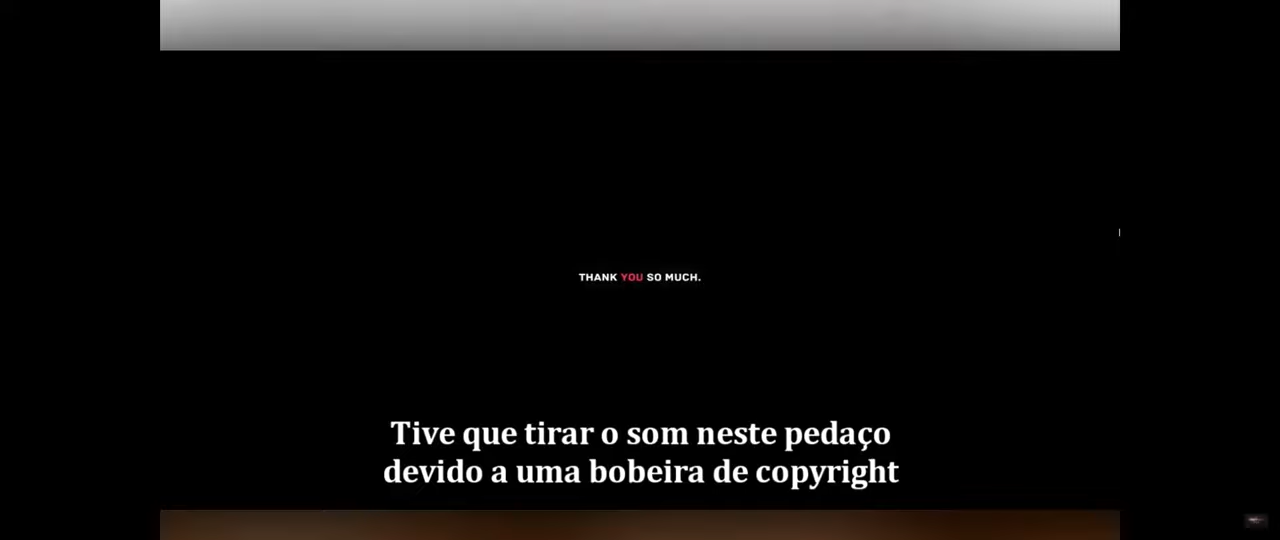 THANK YOU SO MUCH.
Tive que tirar o som neste pedaço
devido a uma bobeira de copyright